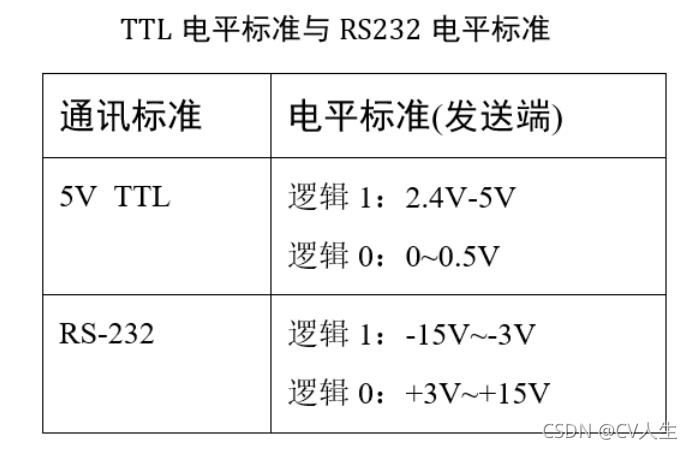 TTL 电平标准与 RS232 电平标准
通讯标准 电平标准(发送端)
5V TTL 逻辑 1：2.4V-5V
逻辑 0：0~0.5V
RS-232 逻辑 1：-15V~-3V
逻辑 0：+3V~+15V
CSDN @CV人生